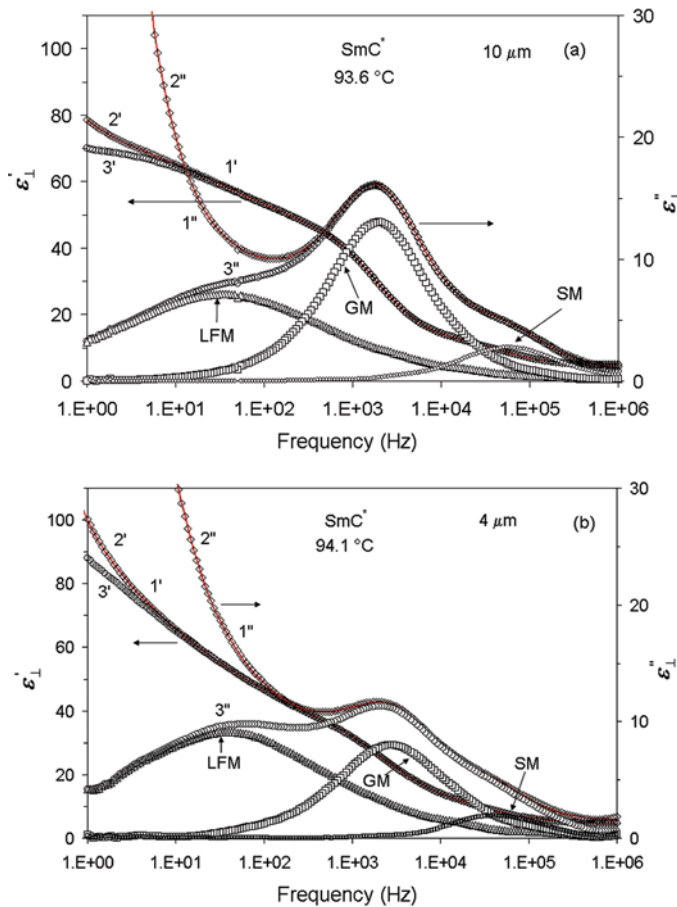 SmC* 10 μm (a)
93.6 °C
30
20
10
0
ε''⊥
100
80
60
40
20
0
ε'⊥
2''
2'
3'
1'
1''
3''
LFM
GM
SM
1.E+00 1.E+01 1.E+02 1.E+03 1.E+04 1.E+05 1.E+06
Frequency (Hz)
SmC* 4 μm (b)
94.1 °C
30
20
10
0
ε''⊥
100
80
60
40
20
0
ε'⊥
2'
2''
1'
3'
1''
3''
LFM
GM
SM
1.E+00 1.E+01 1.E+02 1.E+03 1.E+04 1.E+05 1.E+06
Frequency (Hz)